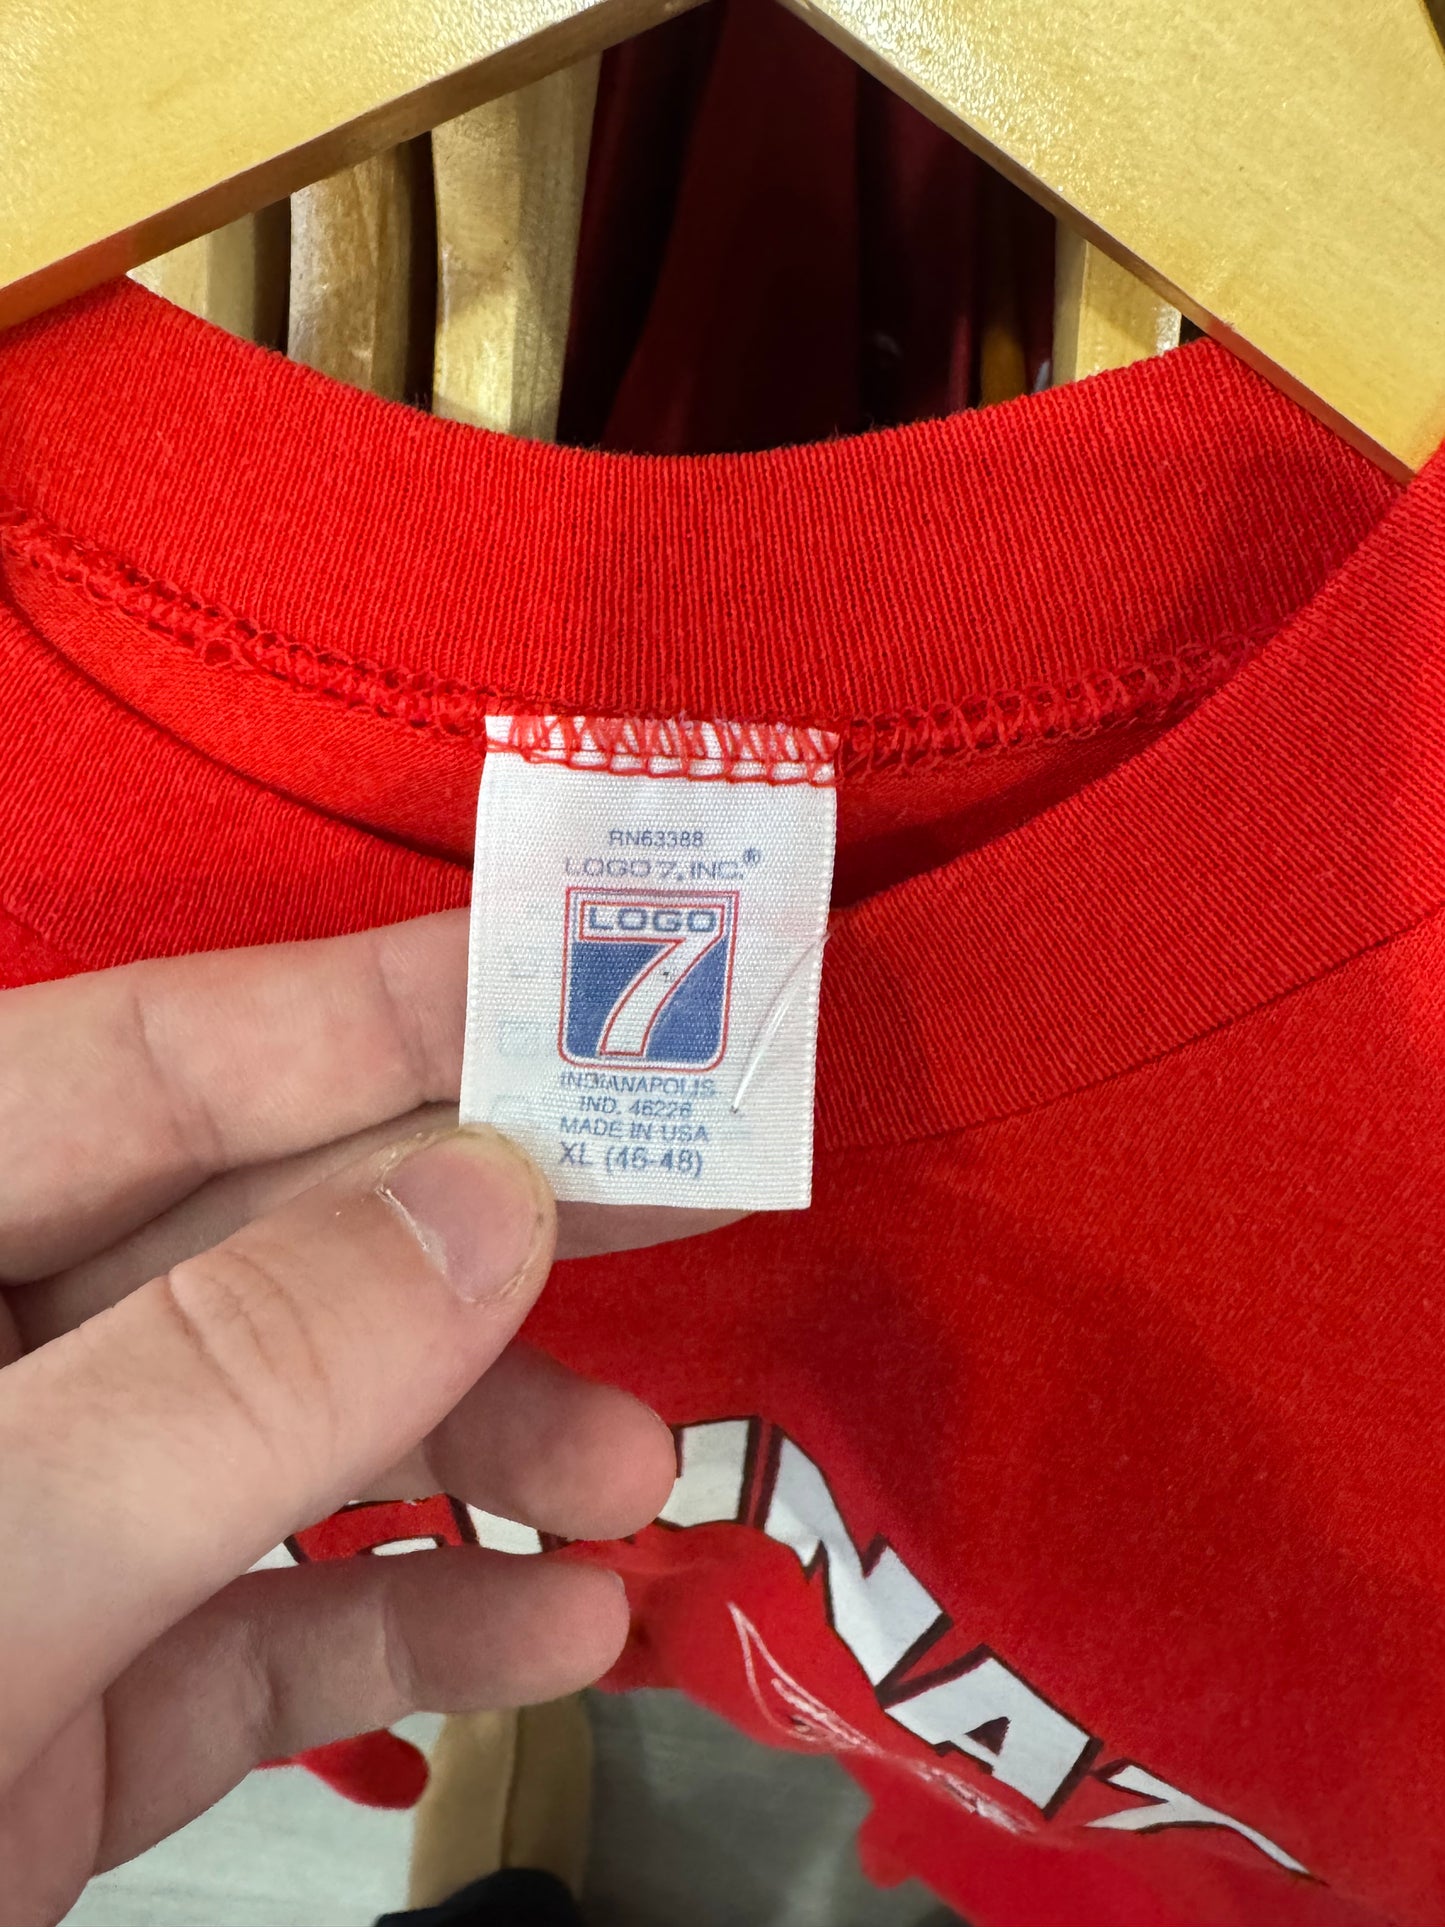 RN63388
LOGO 7, INC.®
LOGO
7
INDIANAPOLIS
IND. 46226
MADE IN USA
XL (46-48)